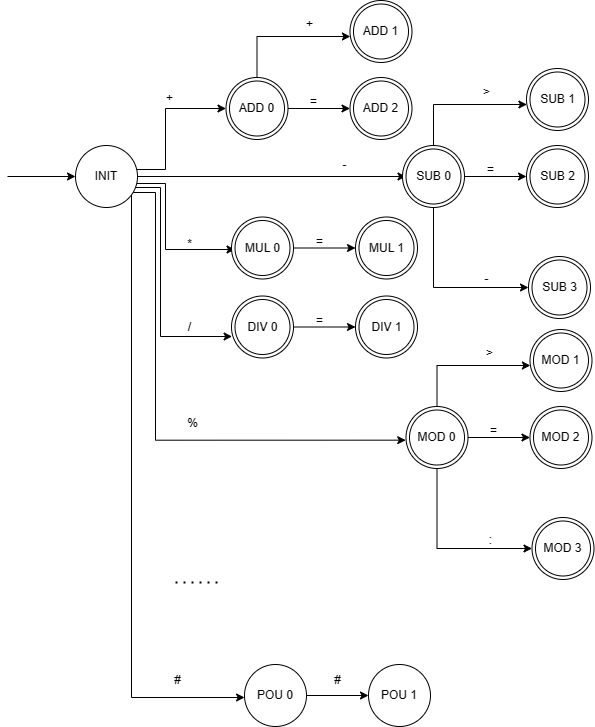 +
ADD 1
+
ADD 0
=
ADD 2
>
SUB 1
INIT
-
SUB 0
=
SUB 2
*
MUL 0
=
MUL 1
-
SUB 3
/
DIV 0
=
DIV 1
>
MOD 1
%
MOD 0
=
MOD 2
:
MOD 3
......
#
POU 0
#
POU 1